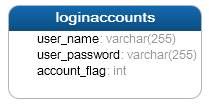 loginaccounts
user_name: varchar(255)
user_password: varchar(255)
account_flag: int